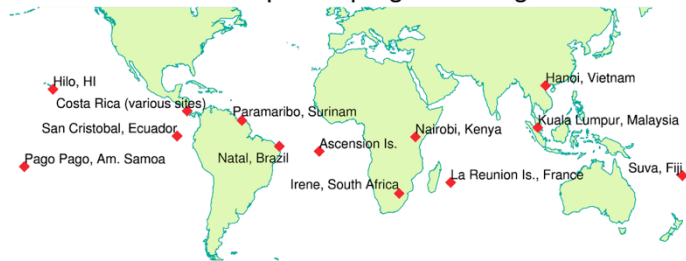 Hilo, HI
Hanoi, Vietnam
Costa Rica (various sites)
Paramaribo, Surinam
Kuala Lumpur, Malaysia
San Cristobal, Ecuador
Nairobi, Kenya
Ascension Is.
Natal, Brazil
Pago Pago, Am. Samoa
Suva, Fiji
La Reunion Is., France
Irene, South Africa